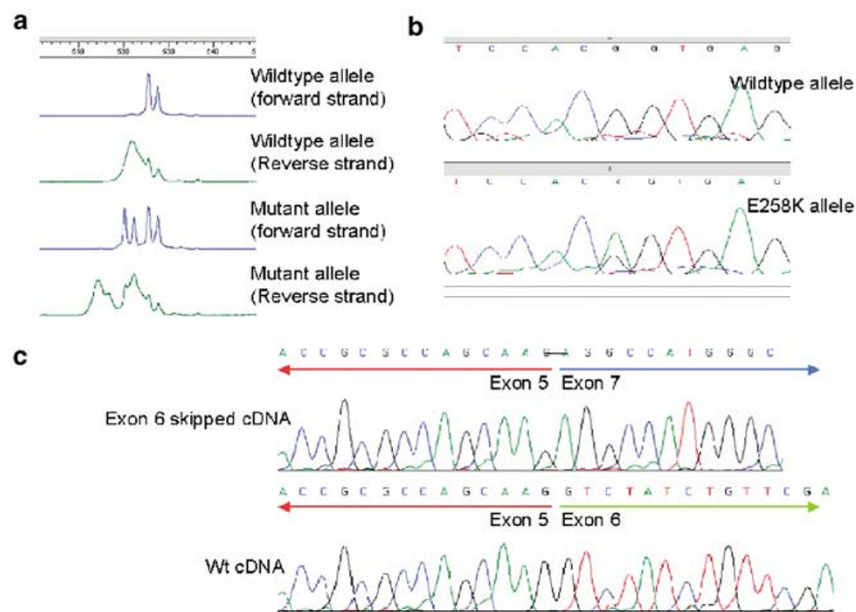 a
540
Wildtype allele
(forward strand)
Wildtype allele
(Reverse strand)
Mutant allele
(forward strand)
Mutant allele
(Reverse strand)
b
T C C A C G G T G A G
Wildtype allele
T C C A C R G T G A G
E258K allele
c
A C C G C G C C A G C A A G A G G C C A T G G G C
Exon 5 Exon 7
Exon 6 skipped cDNA
A C C G C G C C A G C A A G G T C T A T C T G T T C G A
Exon 5 Exon 6
Wt cDNA